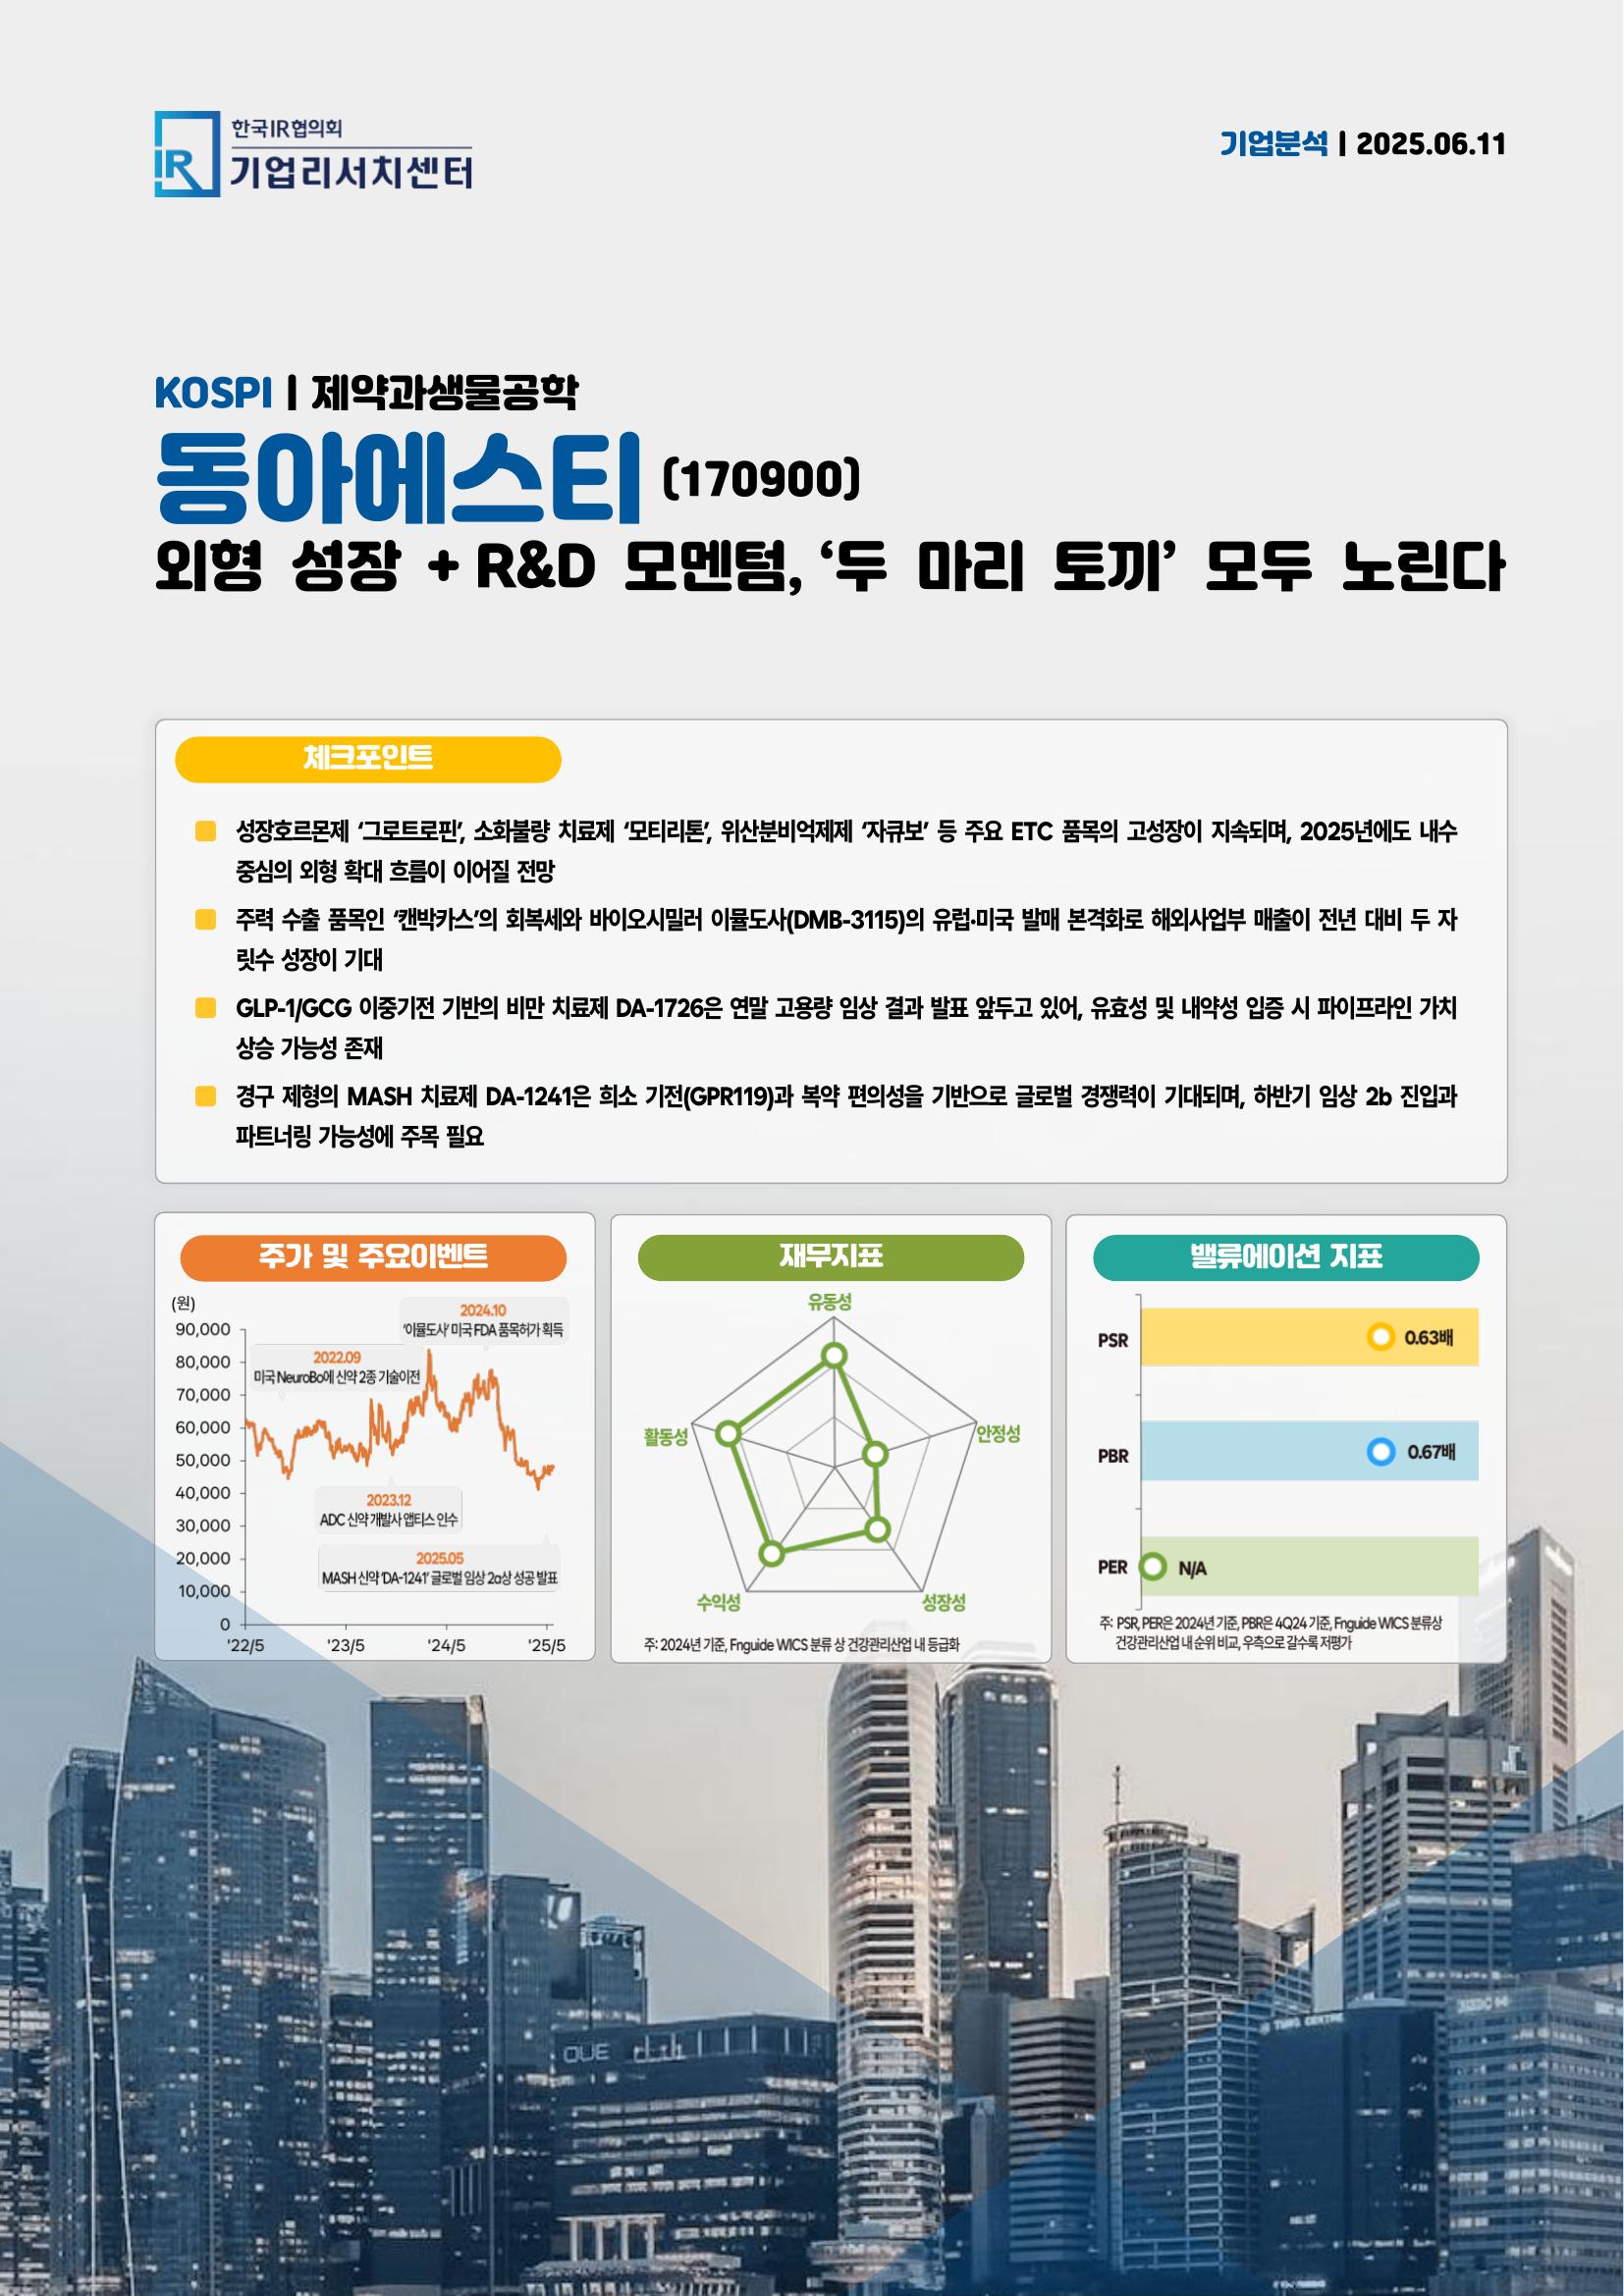 한국IR협의회
기업리서치센터
기업분석 | 2025.06.11
KOSPI | 제약과생물공학
동아에스티 (170900)
외형 성장 + R&D 모멘텀, ‘두 마리 토끼’ 모두 노린다
체크포인트
성장호르몬제 ‘그로트로핀’, 소화불량 치료제 ‘모티리톤’, 위산분비억제제 ‘자큐보’ 등 주요 ETC 품목의 고성장이 지속되며, 2025년에도 내수
중심의 외형 확대 흐름이 이어질 전망
주력 수출 품목인 ‘캔박카스’의 회복세와 바이오시밀러 이뮬도사(DMB-3115)의 유럽·미국 발매 본격화로 해외사업부 매출이 전년 대비 두 자
릿수 성장이 기대
GLP-1/GCG 이중기전 기반의 비만 치료제 DA-1726은 연말 고용량 임상 결과 발표 앞두고 있어, 유효성 및 내약성 입증 시 파이프라인 가치
상승 가능성 존재
경구 제형의 MASH 치료제 DA-1241은 희소 기전(GPR119)과 복약 편의성을 기반으로 글로벌 경쟁력이 기대되며, 하반기 임상 2b 진입과
파트너링 가능성에 주목 필요
주가 및 주요이벤트
(원)
90,000
80,000
70,000
60,000
50,000
40,000
30,000
20,000
10,000
0
'22/5 '23/5 '24/5 '25/5
2024.10
‘이뮬도사’ 미국 FDA 품목허가 획득
2022.09
미국 NeuroBo에 신약 2종 기술이전
2023.12
ADC 신약 개발사 앱티스 인수
2025.05
MASH 신약 ‘DA-1241’ 글로벌 임상 2a상 성공 발표
재무지표
유동성
활동성
안정성
수익성
성장성
주: 2024년 기준, Fnguide WICS 분류 상 건강관리산업 내 등급화
밸류에이션 지표
PSR 0.63배
PBR 0.67배
PER N/A
주: PSR, PER은 2024년 기준, PBR은 4Q24 기준, Fnguide WICS 분류상
건강관리산업 내 순위 비교, 우측으로 갈수록 저평가
OUE